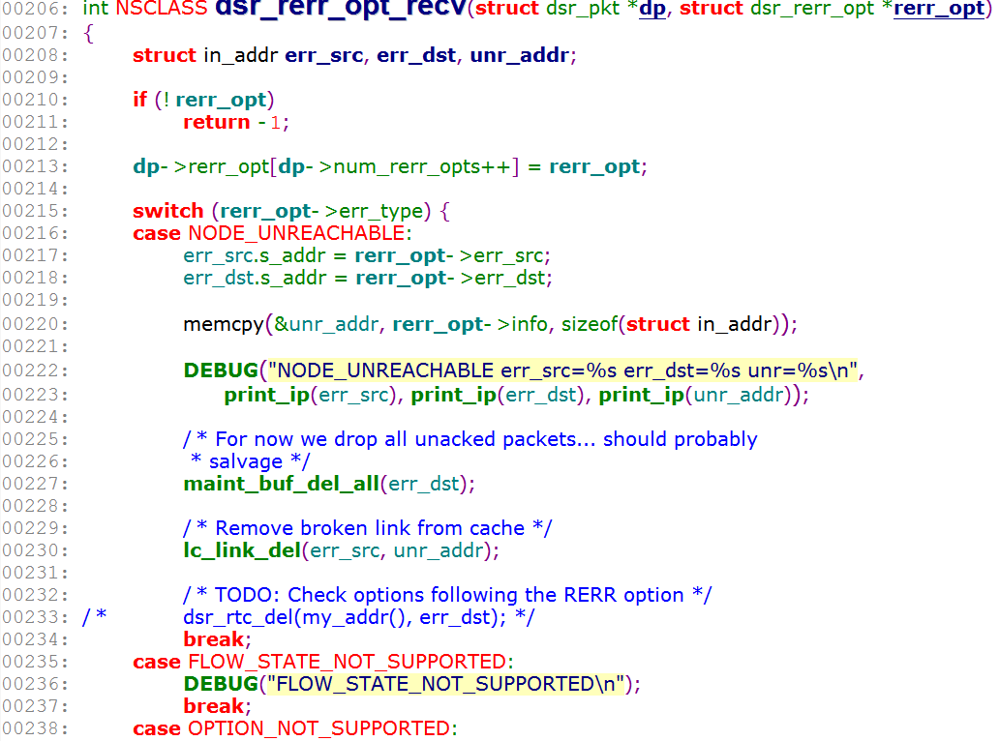 00206: int NSCLASS dsr_rerr_opt_recv(struct dsr_pkt *dp, struct dsr_rerr_opt *rerr_opt)
00207: {
00208: struct in_addr err_src, err_dst, unr_addr;
00209:
00210: if (!rerr_opt)
00211: return -1;
00212:
00213: dp->rerr_opt[dp->num_rerr_opts++] = rerr_opt;
00214:
00215: switch (rerr_opt->err_type) {
00216: case NODE_UNREACHABLE:
00217: err_src.s_addr = rerr_opt->err_src;
00218: err_dst.s_addr = rerr_opt->err_dst;
00219:
00220: memcpy(&unr_addr, rerr_opt->info, sizeof(struct in_addr));
00221:
00222: DEBUG("NODE_UNREACHABLE err_src=%s err_dst=%s unr=%s\n",
00223: print_ip(err_src), print_ip(err_dst), print_ip(unr_addr));
00224:
00225: /* For now we drop all unacked packets... should probably
00226: * salvage */
00227: maint_buf_del_all(err_dst);
00228:
00229: /* Remove broken link from cache */
00230: lc_link_del(err_src, unr_addr);
00231:
00232: /* TODO: Check options following the RERR option */
00233: /* dsr_rtc_del(my_addr(), err_dst); */
00234: break;
00235: case FLOW_STATE_NOT_SUPPORTED:
00236: DEBUG("FLOW_STATE_NOT_SUPPORTED\n");
00237: break;
00238: case OPTION_NOT_SUPPORTED: